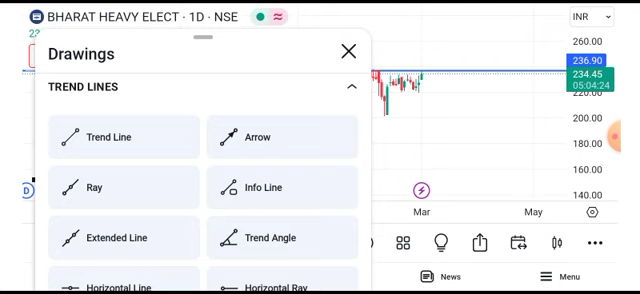 BHARAT HEAVY ELECT · 1D · NSE
INR
Drawings
260.00
236.90
234.45
05:04:24
220.00
TREND LINES
200.00
Trend Line
Arrow
180.00
160.00
Ray
Info Line
D
140.00
Mar
May
Extended Line
Trend Angle
News
Menu
Horizontal Line
Horizontal Ray